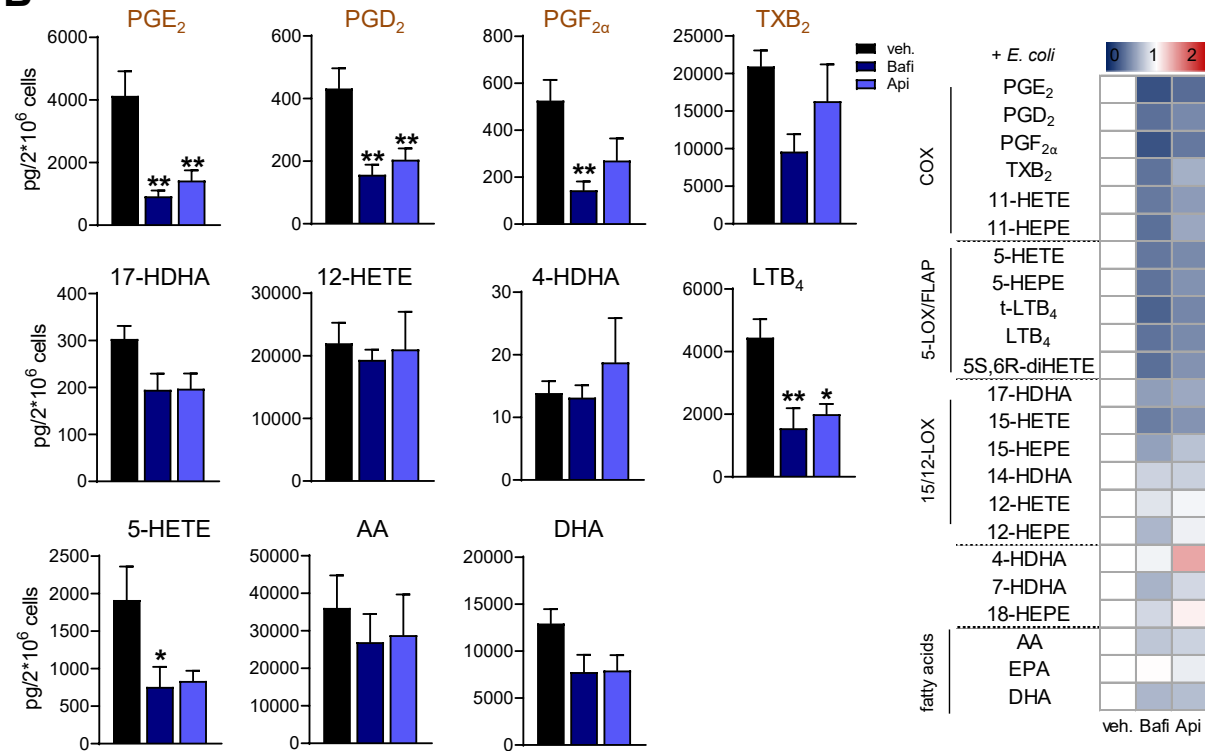 B
PGE2 PGD2 PGF2α TXB2
pg/2*10^6 cells
6000 4000 2000 0
** **
600 400 200 0
** **
800 600 400 200 0
**
25000 20000 15000 10000 5000 0
veh.
Bafi
Api
17-HDHA 12-HETE 4-HDHA LTB4
pg/2*10^6 cells
400 300 200 100 0
30000 20000 10000 0
30 20 10 0
6000 4000 2000 0
** *
5-HETE AA DHA
pg/2*10^6 cells
2500 2000 1500 1000 500 0
*
50000 40000 30000 20000 10000 0
20000 15000 10000 5000 0
+ E. coli
0 1 2
COX
PGE2
PGD2
PGF2α
TXB2
11-HETE
11-HEPE
5-LOX/FLAP
5-HETE
5-HEPE
t-LTB4
LTB4
5S,6R-diHETE
15/12-LOX
17-HDHA
15-HETE
15-HEPE
14-HDHA
12-HETE
12-HEPE
4-HDHA
7-HDHA
18-HEPE
fatty acids
AA
EPA
DHA
veh. Bafi Api